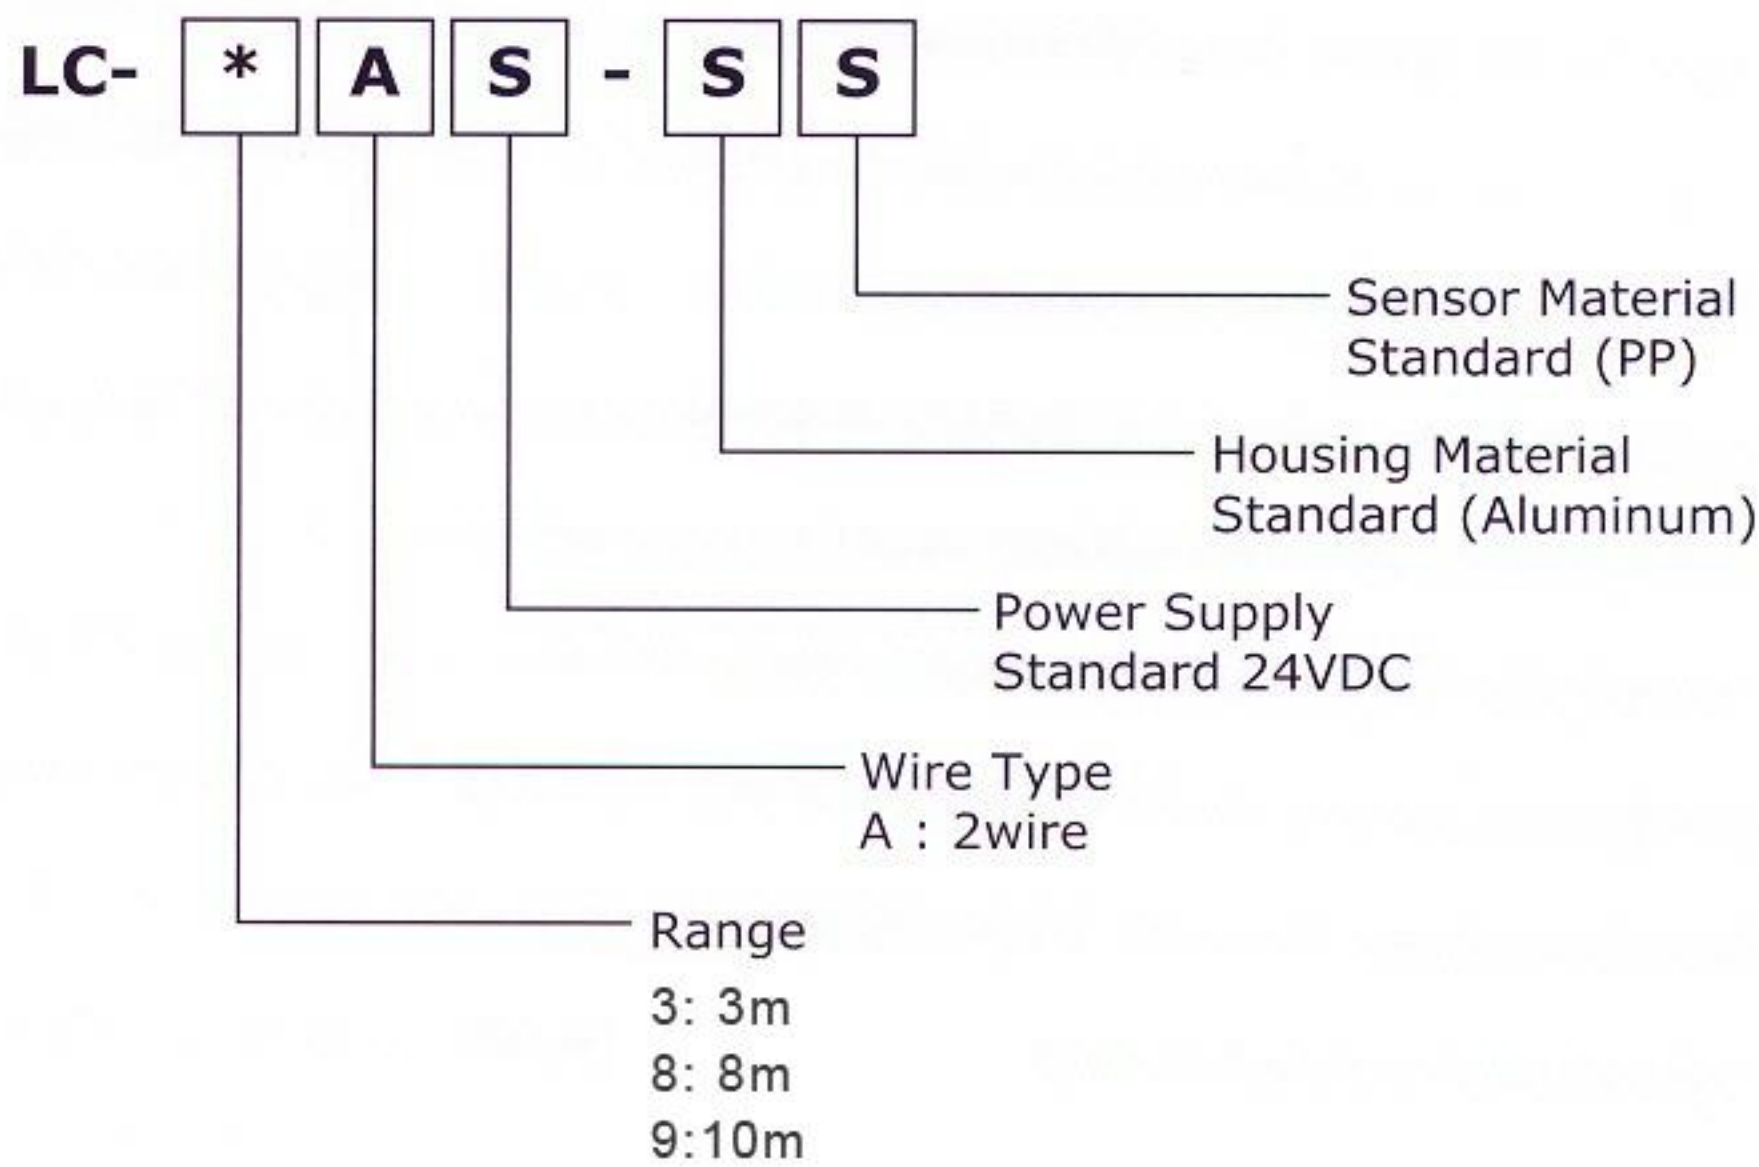 LC- * A S - S S
Sensor Material
Standard (PP)
Housing Material
Standard (Aluminum)
Power Supply
Standard 24VDC
Wire Type
A : 2wire
Range
3: 3m
8: 8m
9:10m